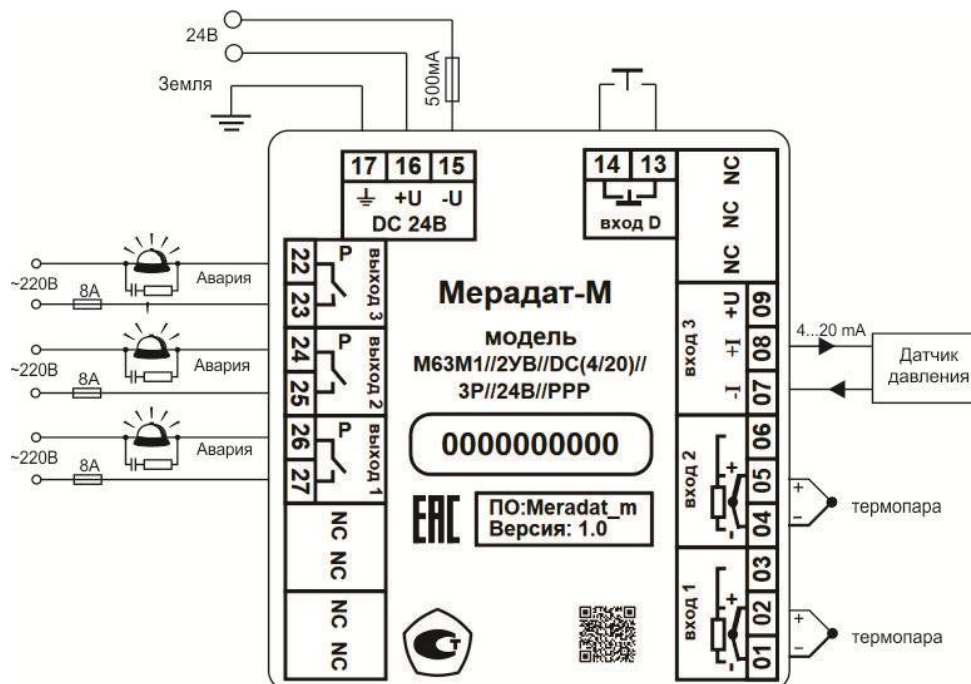 24В
Земля
500мА
17 16 15
+U -U
DC 24В
14 13
вход D
NC NC NC
22 23
P
выход 3
24 25
P
выход 2
26 27
P
выход 1
NC NC
NC NC
~220В
8А
Авария
~220В
8А
Авария
~220В
8А
Авария
Мерадат-М
модель
М63М1//2УВ//DC(4/20)//
3Р//24В//РРР
0000000000
EAC
ПО:Meradat_m
Версия: 1.0
Ст
вход 3
+U I+ I-
09 08 07
4...20 mA
Датчик
давления
вход 2
+
-
06 05 04
+
−
термопара
вход 1
+
-
03 02 01
+
−
термопара